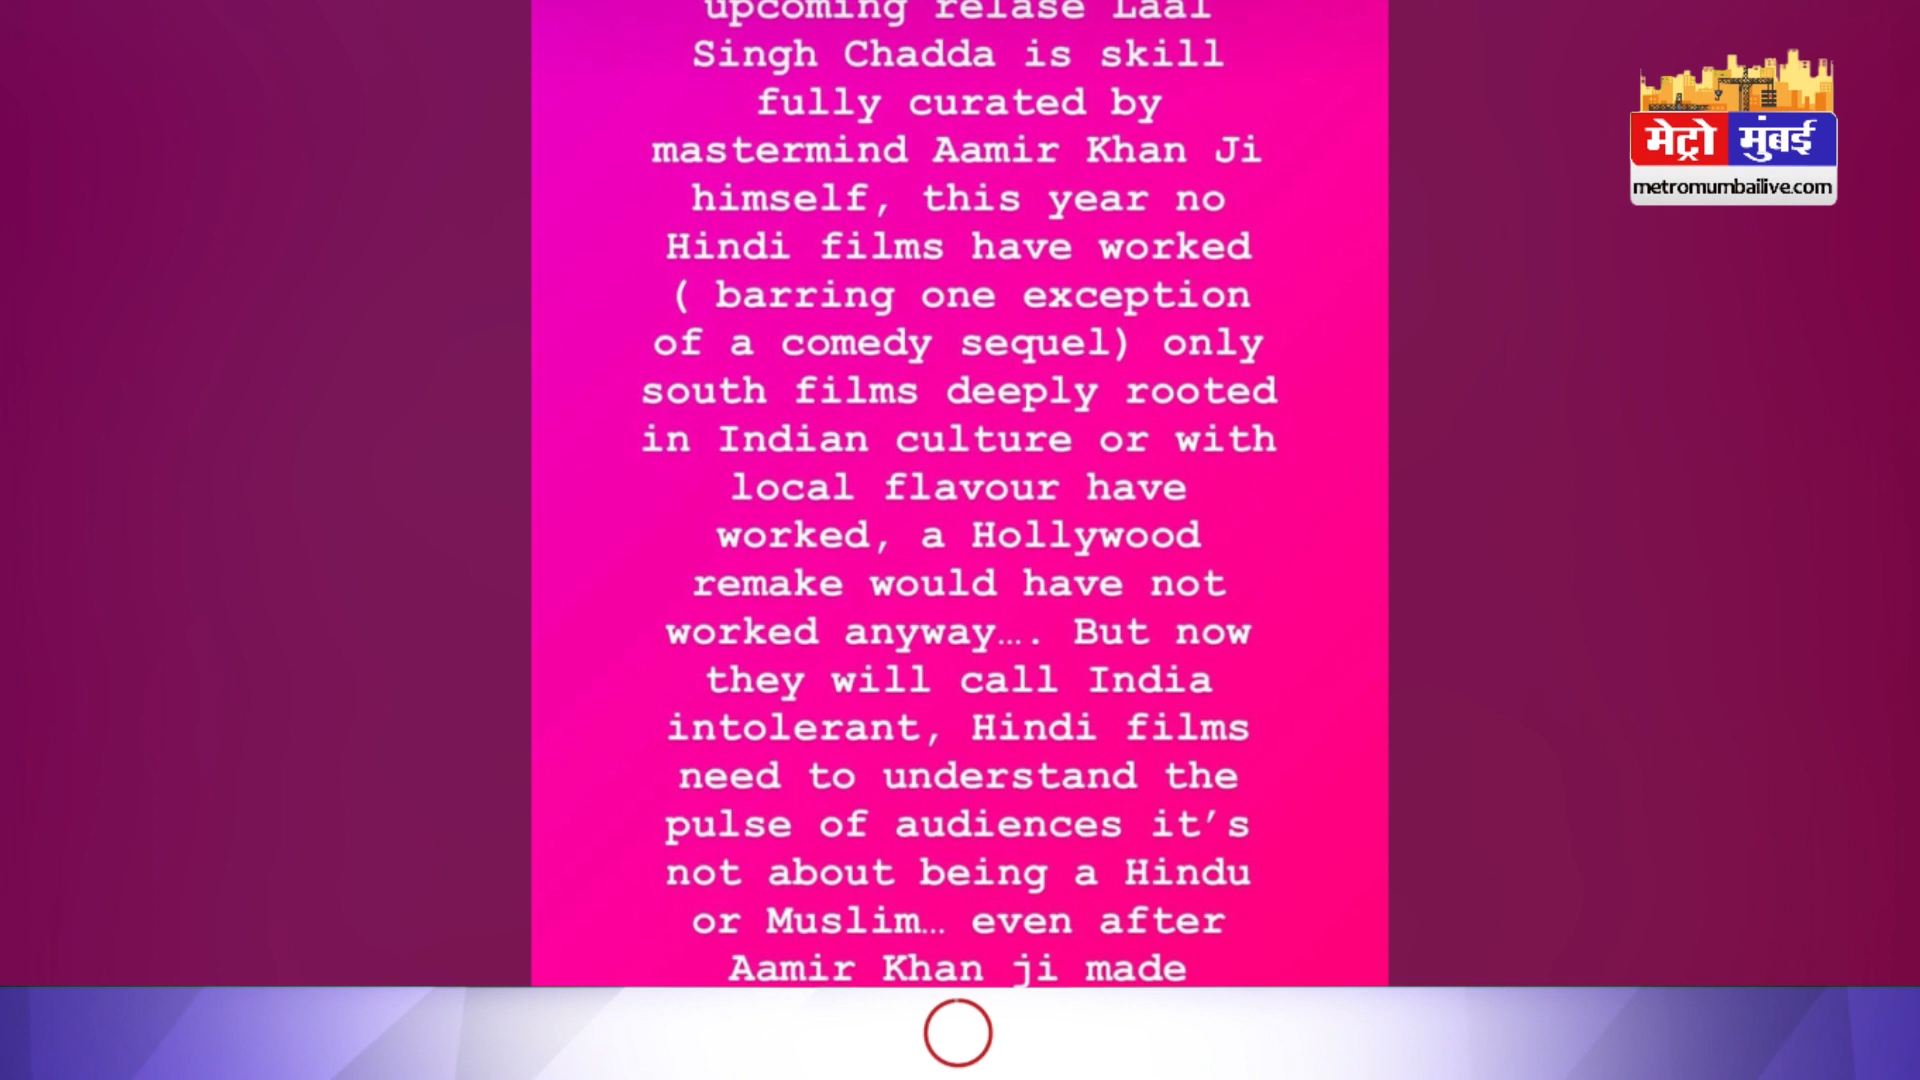 upcoming relase Laal
Singh Chadda is skill
fully curated by
mastermind Aamir Khan Ji
himself, this year no
Hindi films have worked
( barring one exception
of a comedy sequel) only
south films deeply rooted
in Indian culture or with
local flavour have
worked, a Hollywood
remake would have not
worked anyway…. But now
they will call India
intolerant, Hindi films
need to understand the
pulse of audiences it’s
not about being a Hindu
or Muslim… even after
Aamir Khan ji made
मेट्रो मुंबई
metromumbailive.com